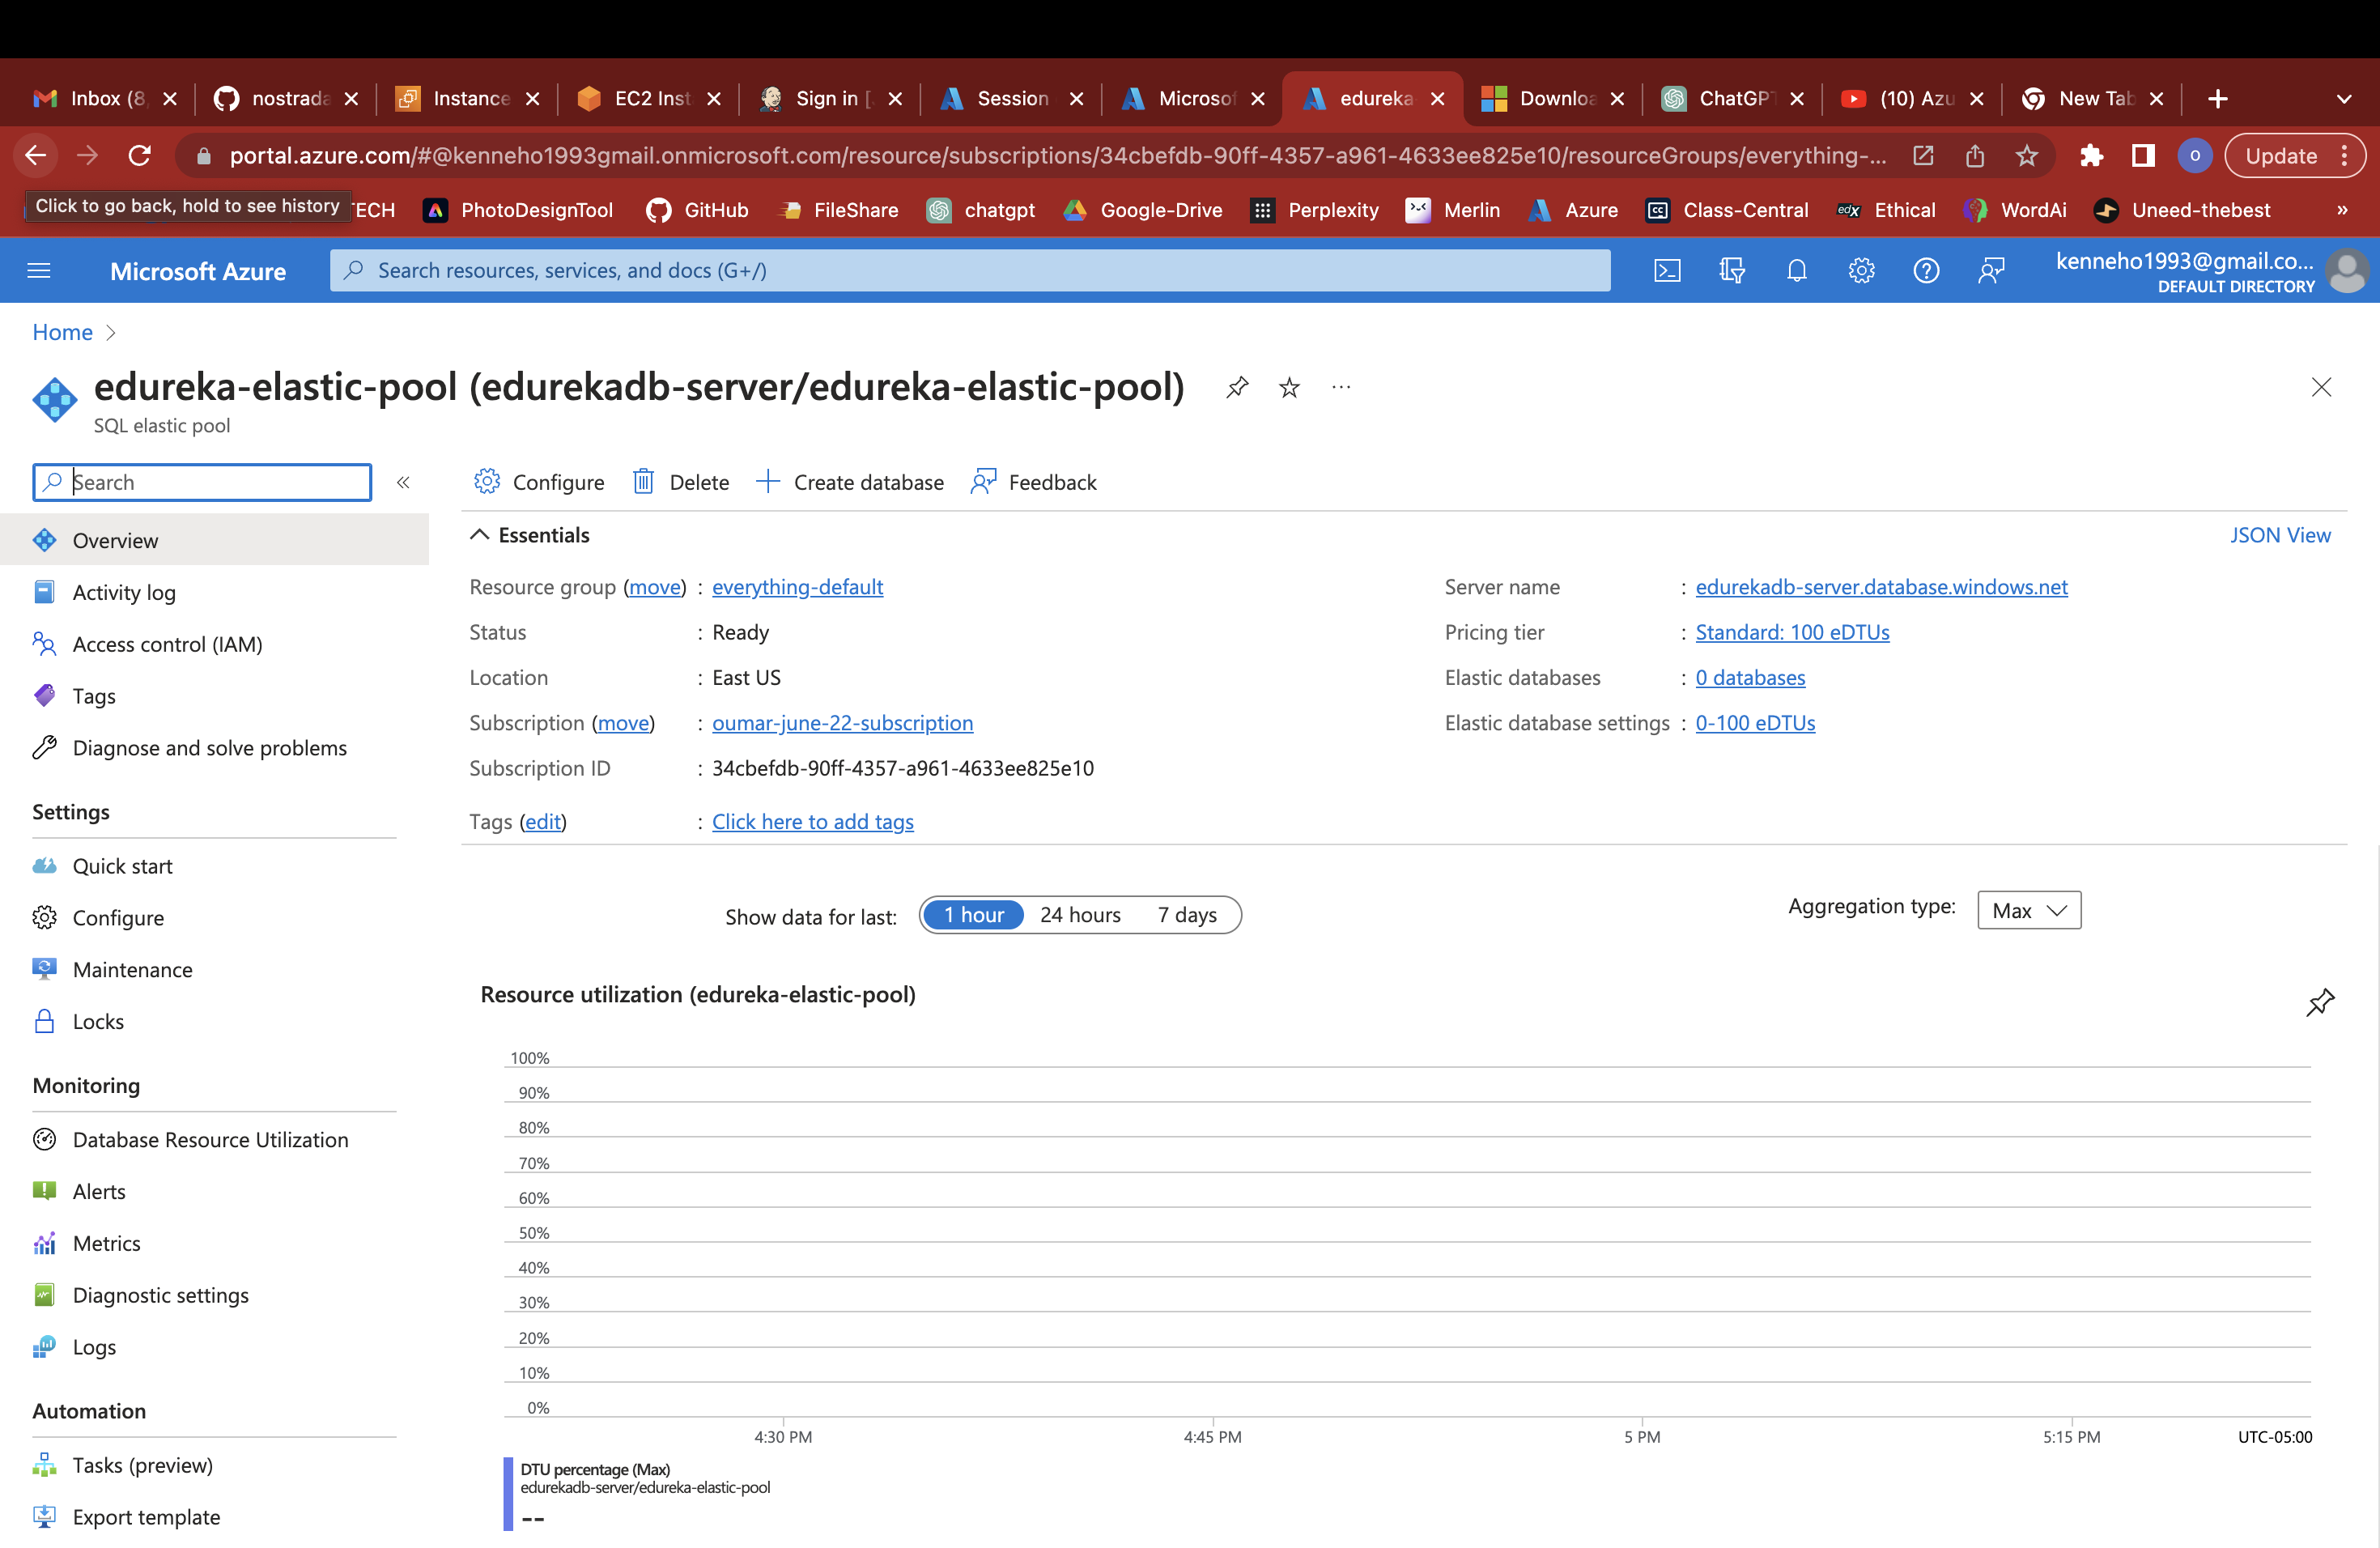 Inbox (8,
nostrada
Instance
EC2 Inst
Sign in [
Session
Microsof
edureka
Downloa
ChatGPT
(10) Azu
New Tab
portal.azure.com/#@kenneho1993gmail.onmicrosoft.com/resource/subscriptions/34cbefdb-90ff-4357-a961-4633ee825e10/resourceGroups/everything-...
O
Update
Click to go back, hold to see history
TECH
PhotoDesignTool
GitHub
FileShare
chatgpt
Google-Drive
Perplexity
Merlin
Azure
Class-Central
edX Ethical
WordAi
Uneed-thebest
»
Microsoft Azure
Search resources, services, and docs (G+/)
kenneho1993@gmail.co...
DEFAULT DIRECTORY
Home >
edureka-elastic-pool (edurekadb-server/edureka-elastic-pool)
SQL elastic pool
Search
«
Configure
Delete
Create database
Feedback
Overview
Activity log
Access control (IAM)
Tags
Diagnose and solve problems
Settings
Quick start
Configure
Maintenance
Locks
Monitoring
Database Resource Utilization
Alerts
Metrics
Diagnostic settings
Logs
Automation
Tasks (preview)
Export template
Essentials
JSON View
Resource group (move) : everything-default
Status : Ready
Location : East US
Subscription (move) : oumar-june-22-subscription
Subscription ID : 34cbefdb-90ff-4357-a961-4633ee825e10
Tags (edit) : Click here to add tags
Server name : edurekadb-server.database.windows.net
Pricing tier : Standard: 100 eDTUs
Elastic databases : 0 databases
Elastic database settings : 0-100 eDTUs
Show data for last: 1 hour 24 hours 7 days
Aggregation type: Max
Resource utilization (edureka-elastic-pool)
100%
90%
80%
70%
60%
50%
40%
30%
20%
10%
0%
4:30 PM 4:45 PM 5 PM 5:15 PM UTC-05:00
DTU percentage (Max)
edurekadb-server/edureka-elastic-pool
--